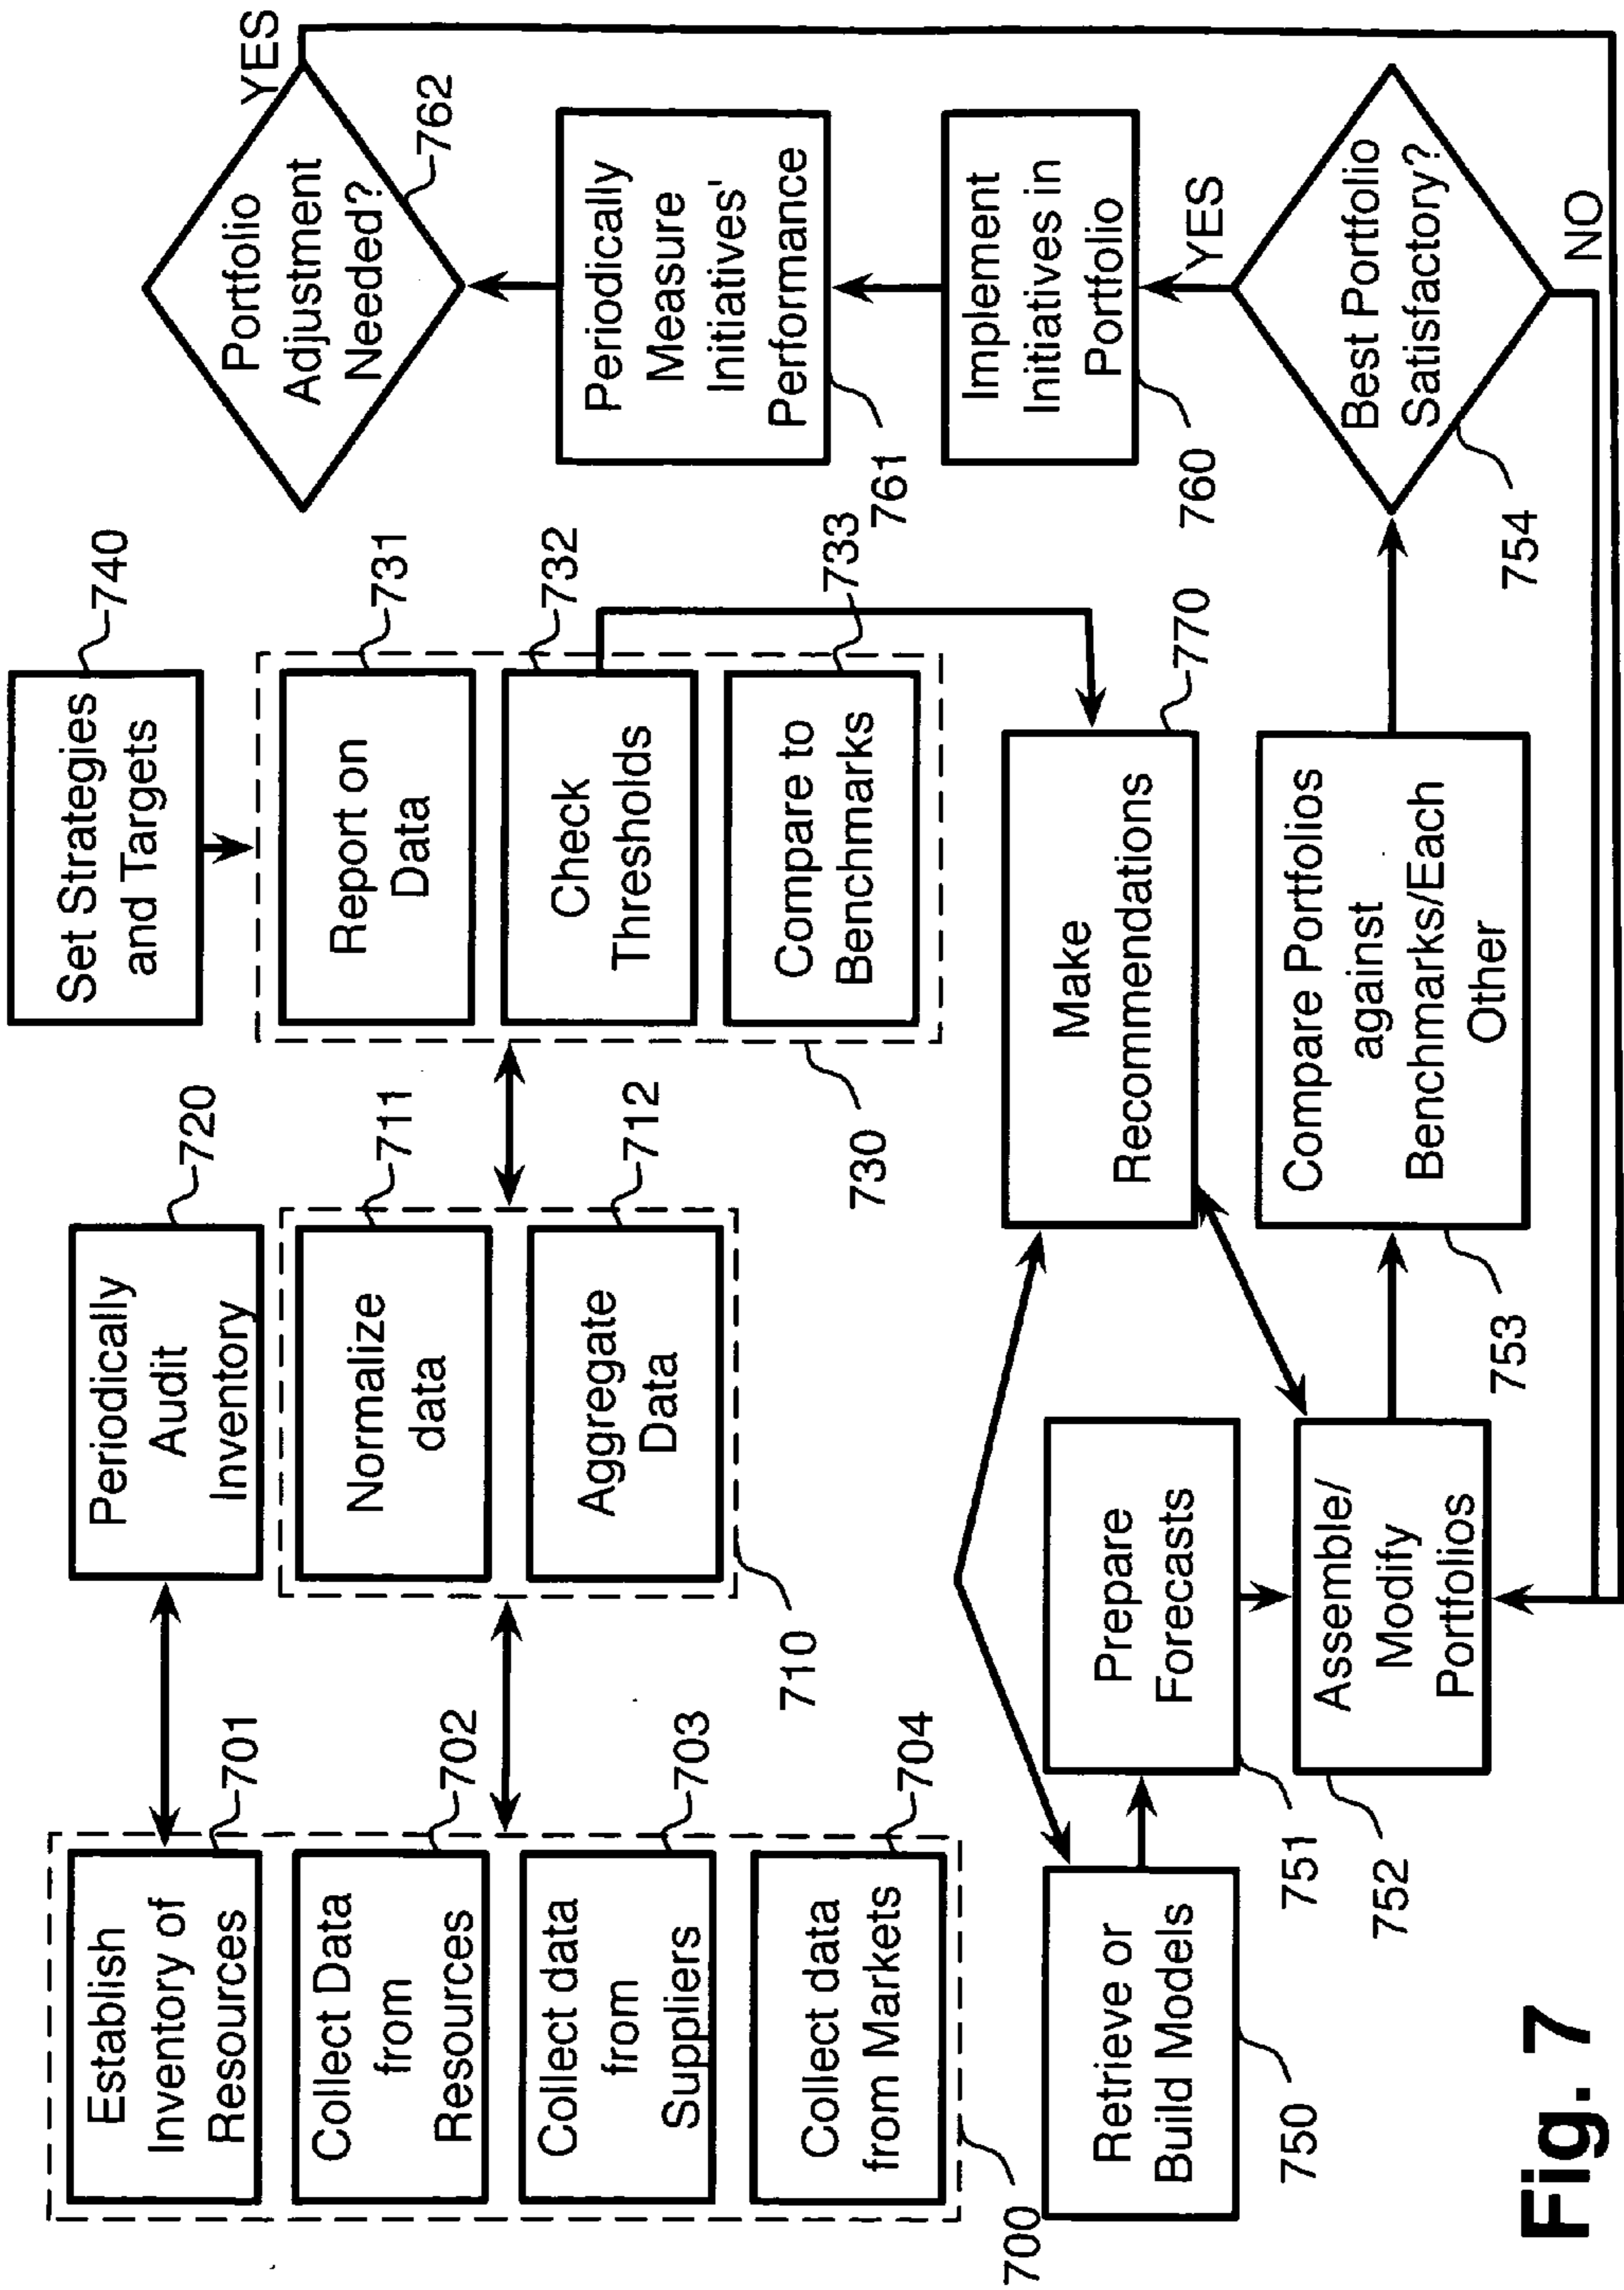 Establish
Inventory of
Resources
701
Collect Data
from
Resources
702
Collect data
from
Suppliers
703
Collect data
from Markets
704
700
Periodically
Audit
Inventory
720
Normalize
data
711
Aggregate
Data
712
710
Set Strategies
and Targets
740
Report on
Data
731
Check
Thresholds
732
Compare to
Benchmarks
733
730
Portfolio
Adjustment
Needed?
YES
762
Periodically
Measure
Initiatives'
Performance
761
Implement
Initiatives in
Portfolio
760
YES
Best Portfolio
Satisfactory?
NO
754
Make
Recommendations
770
Retrieve or
Build Models
750
Prepare
Forecasts
751
Assemble/
Modify
Portfolios
752
Compare Portfolios
against
Benchmarks/Each
Other
753
Fig. 7